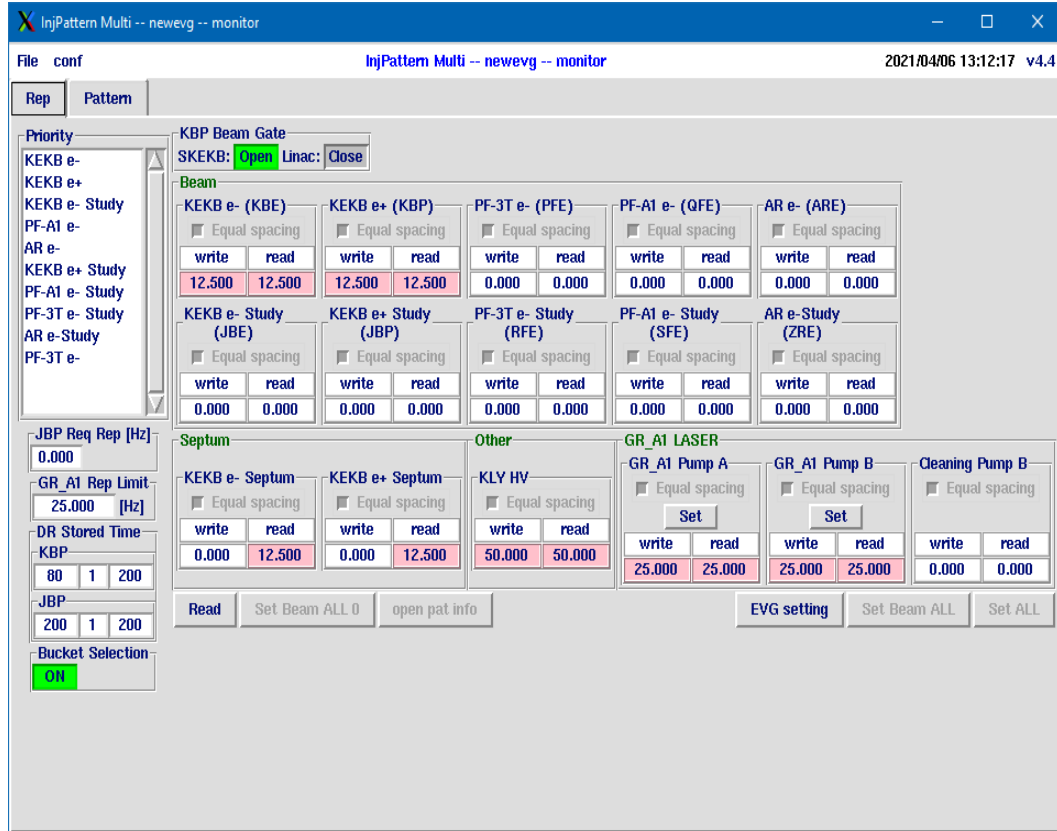 InjPattern Multi -- newevg -- monitor
File conf InjPattern Multi -- newevg -- monitor 2021/04/06 13:12:17 v4.4
Rep Pattern
Priority
KEKB e-
KEKB e+
KEKB e- Study
PF-A1 e-
AR e-
KEKB e+ Study
PF-A1 e- Study
PF-3T e- Study
AR e-Study
PF-3T e-
JBP Req Rep [Hz]
0.000
GR_A1 Rep Limit
25.000 [Hz]
DR Stored Time
KBP
80 1 200
JBP
200 1 200
Bucket Selection
ON
KBP Beam Gate
SKEKB: Open Linac: Close
Beam
KEKB e- (KBE) KEKB e+ (KBP) PF-3T e- (PFE) PF-A1 e- (QFE) AR e- (ARE)
Equal spacing Equal spacing Equal spacing Equal spacing Equal spacing
write read write read write read write read write read
12.500 12.500 12.500 12.500 0.000 0.000 0.000 0.000 0.000 0.000
KEKB e- Study KEKB e+ Study PF-3T e- Study PF-A1 e- Study AR e-Study
(JBE) (JBP) (RFE) (SFE) (ZRE)
Equal spacing Equal spacing Equal spacing Equal spacing Equal spacing
write read write read write read write read write read
0.000 0.000 0.000 0.000 0.000 0.000 0.000 0.000 0.000 0.000
Septum
KEKB e- Septum KEKB e+ Septum
Equal spacing Equal spacing
write read write read
0.000 12.500 0.000 12.500
Other
KLY HV
Equal spacing
write read
50.000 50.000
GR_A1 LASER
GR_A1 Pump A GR_A1 Pump B Cleaning Pump B
Equal spacing Equal spacing Equal spacing
Set Set
write read write read write read
25.000 25.000 25.000 25.000 0.000 0.000
Read Set Beam ALL 0 open pat info EVG setting Set Beam ALL Set ALL